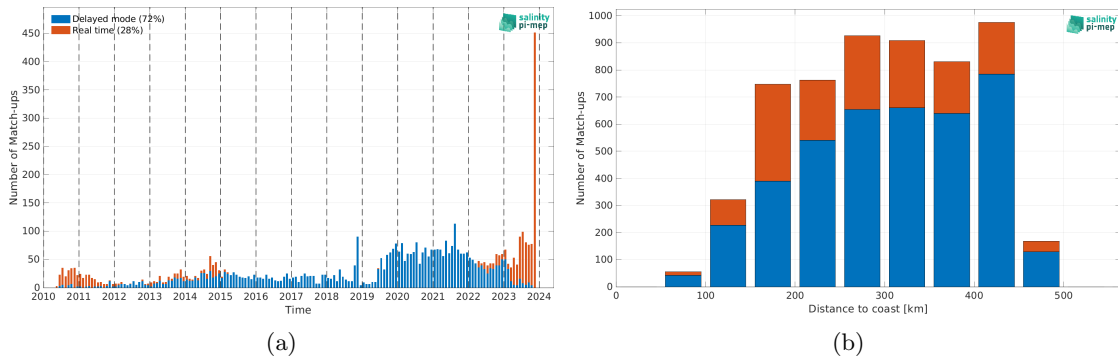 Delayed mode (72%)
Real time (28%)
salinity
pi-mep
450
400
350
300
250
200
150
100
50
0
Number of Match-ups
2010 2011 2012 2013 2014 2015 2016 2017 2018 2019 2020 2021 2022 2023 2024
Time
(a)
salinity
pi-mep
1000
900
800
700
600
500
400
300
200
100
0
Number of Match-ups
0 100 200 300 400 500
Distance to coast [km]
(b)